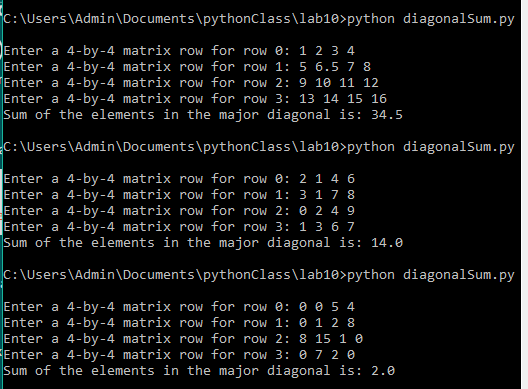 C:\Users\Admin\Documents\pythonClass\lab10>python diagonalSum.py
Enter a 4-by-4 matrix row for row 0: 1 2 3 4
Enter a 4-by-4 matrix row for row 1: 5 6.5 7 8
Enter a 4-by-4 matrix row for row 2: 9 10 11 12
Enter a 4-by-4 matrix row for row 3: 13 14 15 16
Sum of the elements in the major diagonal is: 34.5
C:\Users\Admin\Documents\pythonClass\lab10>python diagonalSum.py
Enter a 4-by-4 matrix row for row 0: 2 1 4 6
Enter a 4-by-4 matrix row for row 1: 3 1 7 8
Enter a 4-by-4 matrix row for row 2: 0 2 4 9
Enter a 4-by-4 matrix row for row 3: 1 3 6 7
Sum of the elements in the major diagonal is: 14.0
C:\Users\Admin\Documents\pythonClass\lab10>python diagonalSum.py
Enter a 4-by-4 matrix row for row 0: 0 0 5 4
Enter a 4-by-4 matrix row for row 1: 0 1 2 8
Enter a 4-by-4 matrix row for row 2: 8 15 1 0
Enter a 4-by-4 matrix row for row 3: 0 7 2 0
Sum of the elements in the major diagonal is: 2.0